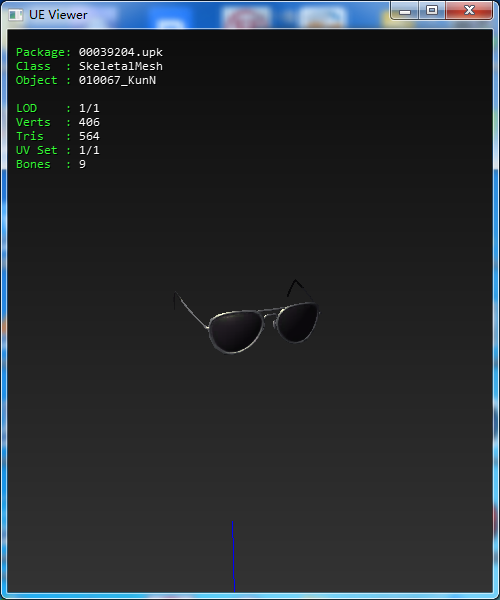 UE Viewer
Package: 00039204.upk
Class : SkeletalMesh
Object : 010067_KunN
LOD : 1/1
Verts : 406
Tris : 564
UV Set : 1/1
Bones : 9